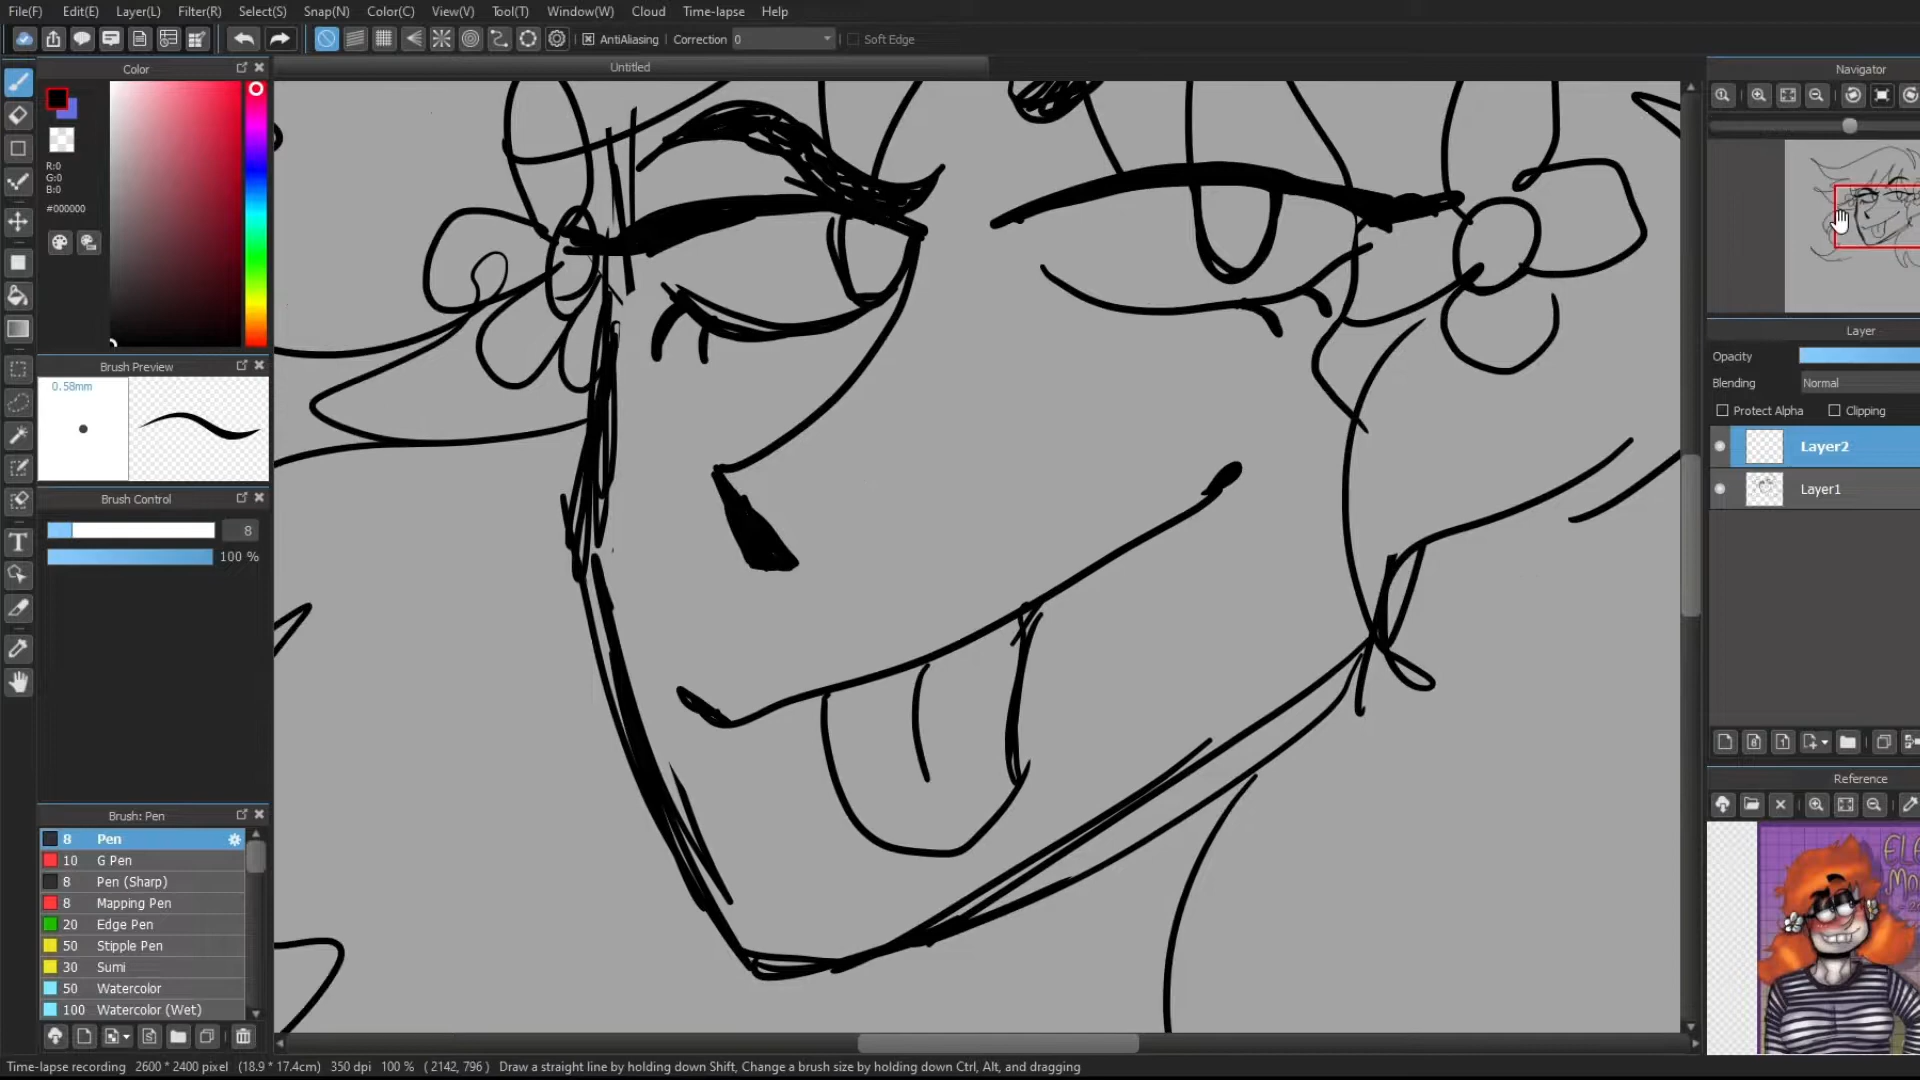 File(F) Edit(E) Layer(L) Filter(R) Select(S) Snap(N) Color(C) View(V) Tool(T) Window(W) Cloud Time-lapse Help
AntiAliasing Correction 0 Soft Edge
Color
Untitled
Navigator
R:0
G:0
B:0
#000000
Layer
Opacity
Blending Normal
Protect Alpha Clipping
Layer2
Layer1
Brush Preview
0.58mm
Brush Control
8
100 %
Reference
Brush: Pen
8 Pen
10 G Pen
8 Pen (Sharp)
8 Mapping Pen
20 Edge Pen
50 Stipple Pen
30 Sumi
50 Watercolor
100 Watercolor (Wet)
Time-lapse recording 2600 * 2400 pixel (18.9 * 17.4cm) 350 dpi 100 % ( 2142, 796 ) Draw a straight line by holding down Shift, Change a brush size by holding down Ctrl, Alt, and dragging